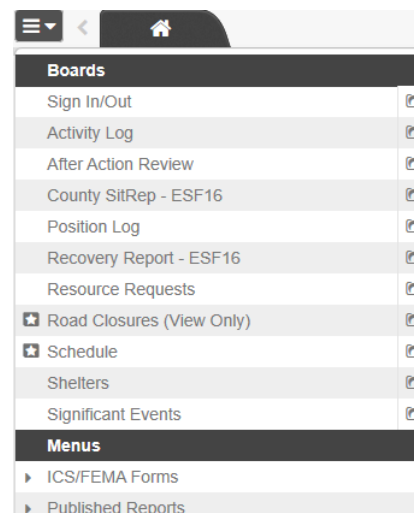 Boards
Sign In/Out
Activity Log
After Action Review
County SitRep - ESF16
Position Log
Recovery Report - ESF16
Resource Requests
Road Closures (View Only)
Schedule
Shelters
Significant Events
Menus
ICS/FEMA Forms
Published Reports